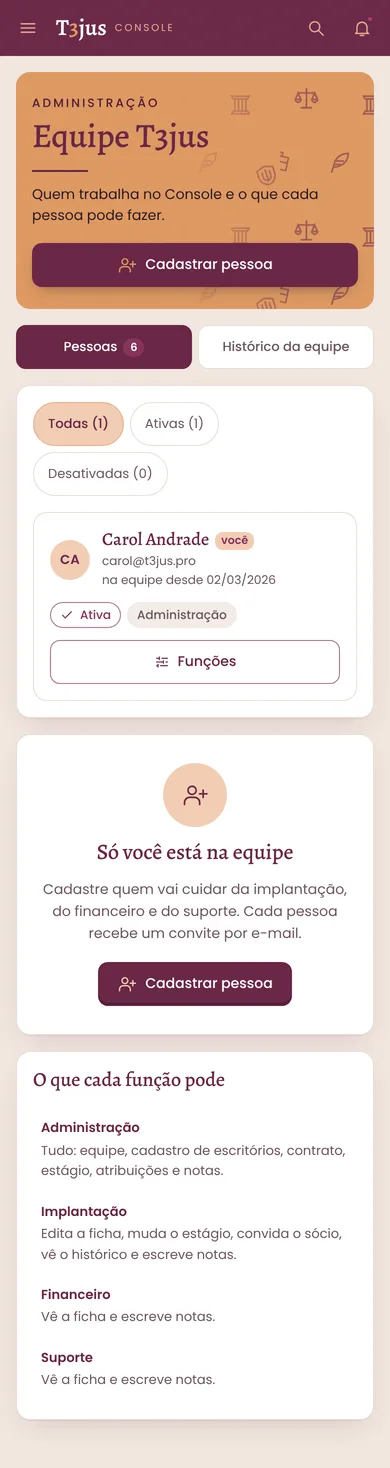 T3jus CONSOLE
ADMINISTRAÇÃO
Equipe T3jus
Quem trabalha no Console e o que cada
pessoa pode fazer.
Cadastrar pessoa
Pessoas 6
Histórico da equipe
Todas (1)
Ativas (1)
Desativadas (0)
CA
Carol Andrade você
carol@t3jus.pro
na equipe desde 02/03/2026
Ativa
Administração
Funções
Só você está na equipe
Cadastre quem vai cuidar da implantação,
do financeiro e do suporte. Cada pessoa
recebe um convite por e-mail.
Cadastrar pessoa
O que cada função pode
Administração
Tudo: equipe, cadastro de escritórios, contrato,
estágio, atribuições e notas.
Implantação
Edita a ficha, muda o estágio, convida o sócio,
vê o histórico e escreve notas.
Financeiro
Vê a ficha e escreve notas.
Suporte
Vê a ficha e escreve notas.